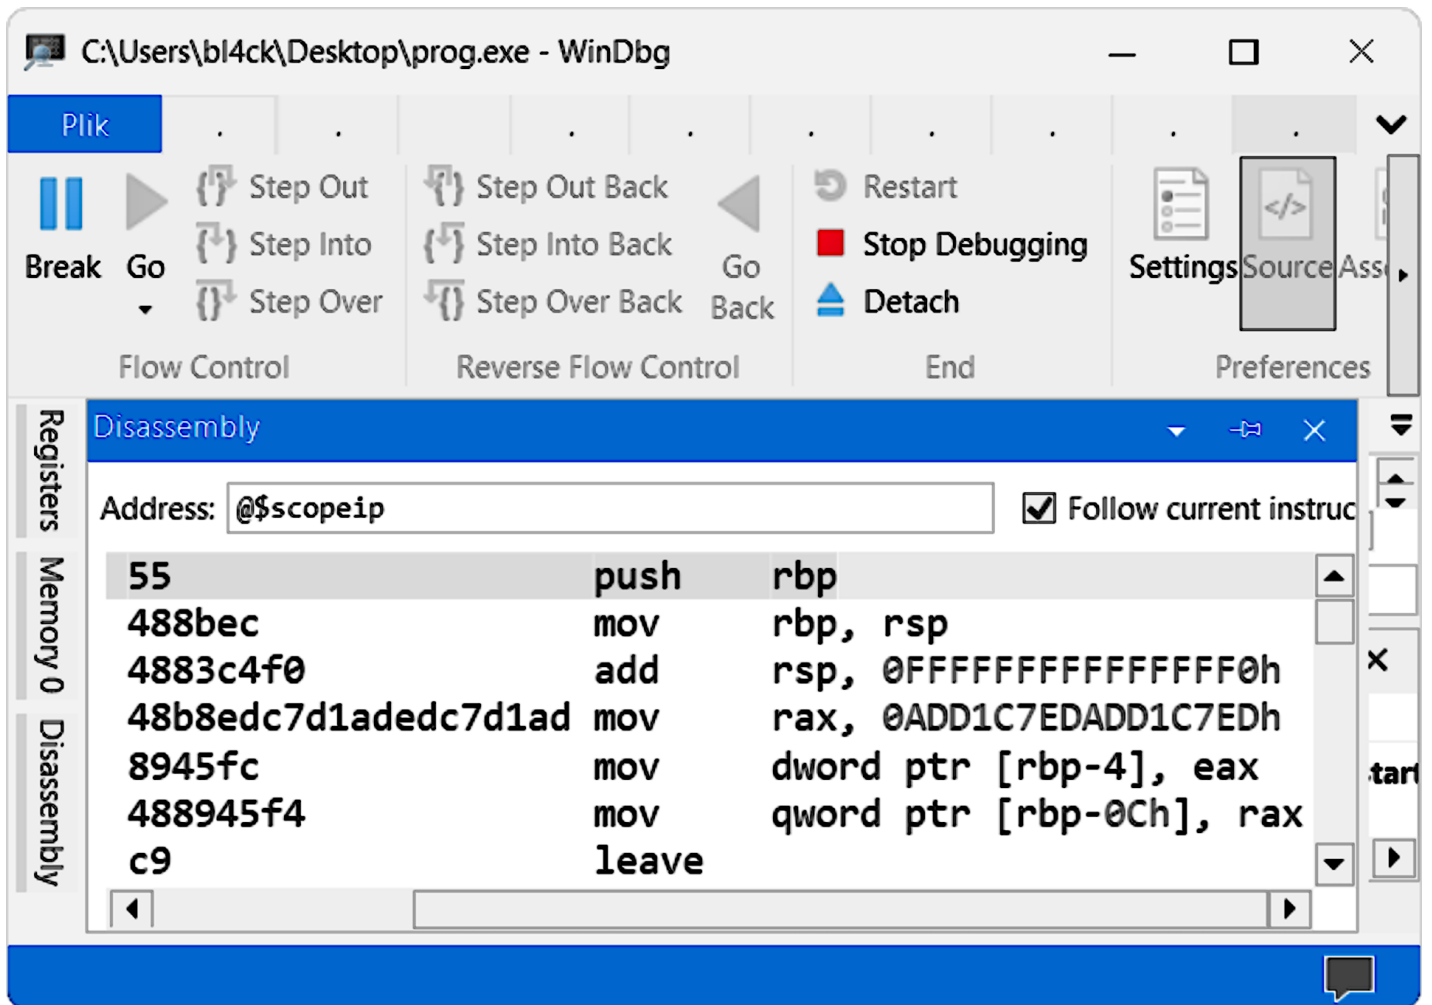 C:\Users\bl4ck\Desktop\prog.exe - WinDbg
Plik
Break
Go
Step Out
Step Into
Step Over
Flow Control
Step Out Back
Step Into Back
Step Over Back
Go
Back
Reverse Flow Control
Restart
Stop Debugging
Detach
End
Settings
Source
Ass
Preferences
Registers
Memory 0
Disassembly
Disassembly
Address: @$scopeip
Follow current instruc
55 push rbp
488bec mov rbp, rsp
4883c4f0 add rsp, 0FFFFFFFFFFFFFFF0h
48b8edc7d1adedc7d1ad mov rax, 0ADD1C7EDADD1C7EDh
8945fc mov dword ptr [rbp-4], eax
488945f4 mov qword ptr [rbp-0Ch], rax
c9 leave
tart